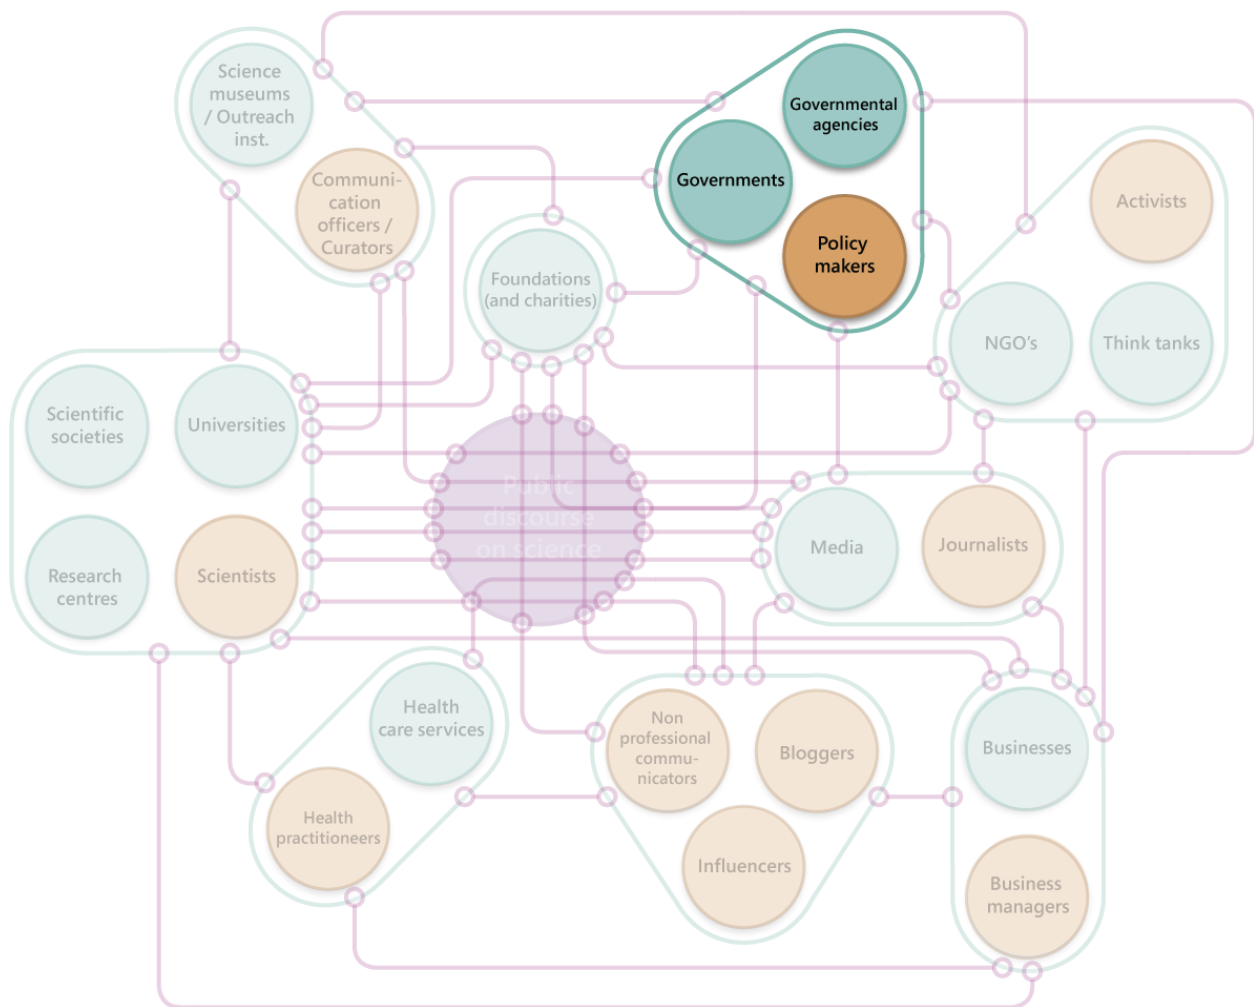 Science
museums
/ Outreach
inst.
Communi-
cation
officers /
Curators
Governmental
agencies
Governments
Policy
makers
Activists
NGO's
Think tanks
Foundations
(and charities)
Scientific
societies
Universities
Research
centres
Scientists
Public
discourse
on science
Media
Journalists
Health
care services
Health
practitioneers
Non
professional
commu-
nicators
Bloggers
Influencers
Businesses
Business
managers